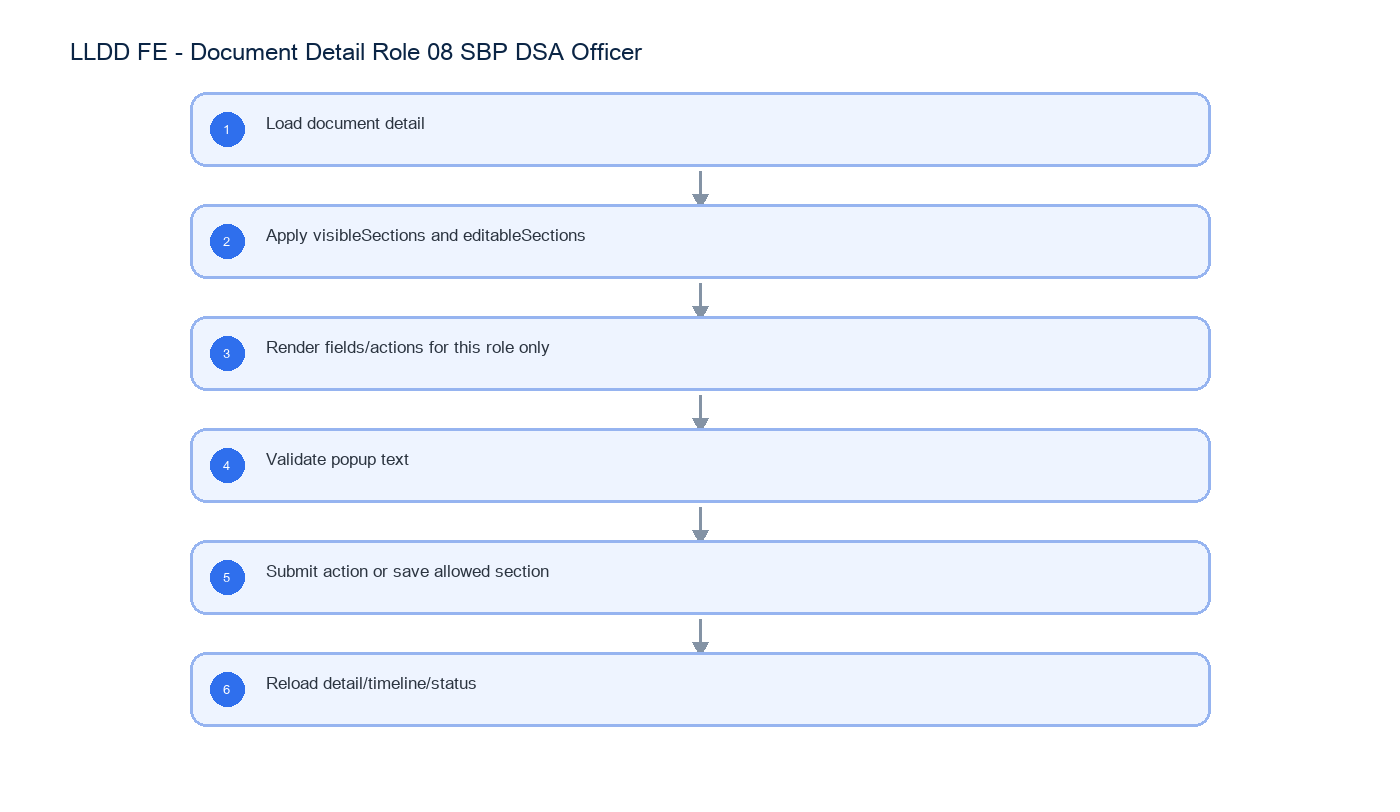 LLDD FE - Document Detail Role 08 SBP DSA Officer
1 Load document detail
2 Apply visibleSections and editableSections
3 Render fields/actions for this role only
4 Validate popup text
5 Submit action or save allowed section
6 Reload detail/timeline/status